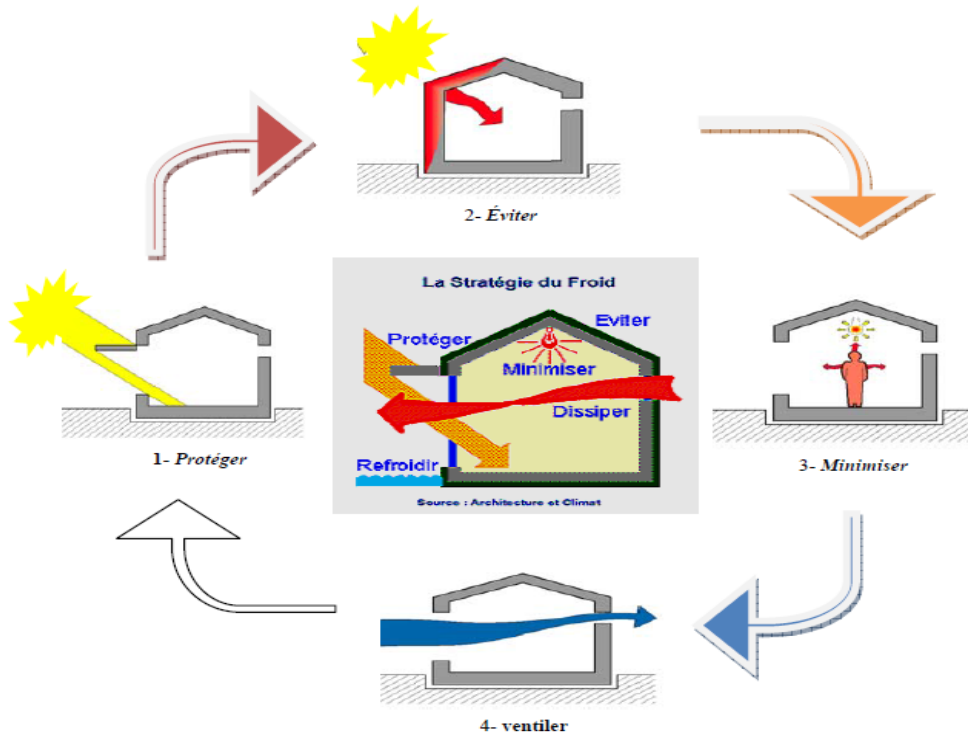 2- Éviter
La Stratégie du Froid
Protéger
Eviter
Minimiser
Dissiper
Refroidir
Source : Architecture et Climat
1- Protéger
3- Minimiser
4- ventiler